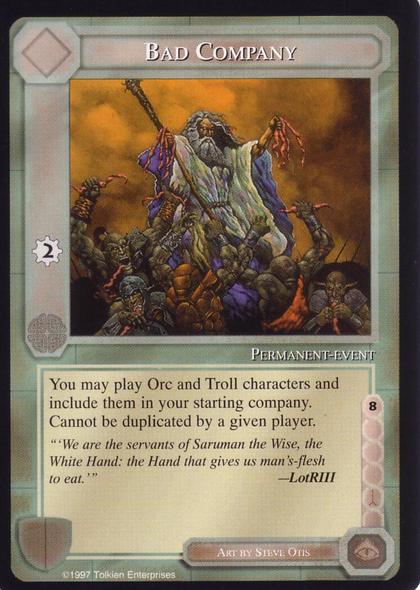 BAD COMPANY
2
PERMANENT-EVENT
You may play Orc and Troll characters and
include them in your starting company.
Cannot be duplicated by a given player.
“‘We are the servants of Saruman the Wise, the
White Hand: the Hand that gives us man’s-flesh
to eat.’”
—LotRIII
8
ART BY STEVE OTIS
©1997 Tolkien Enterprises